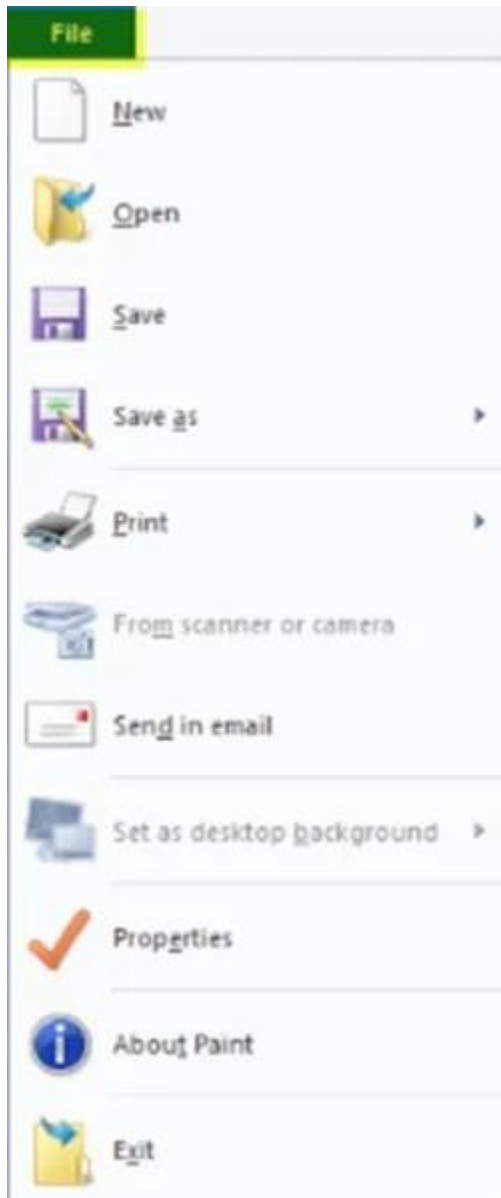 File
New
Open
Save
Save as
Print
From scanner or camera
Send in email
Set as desktop background
Properties
About Paint
Exit